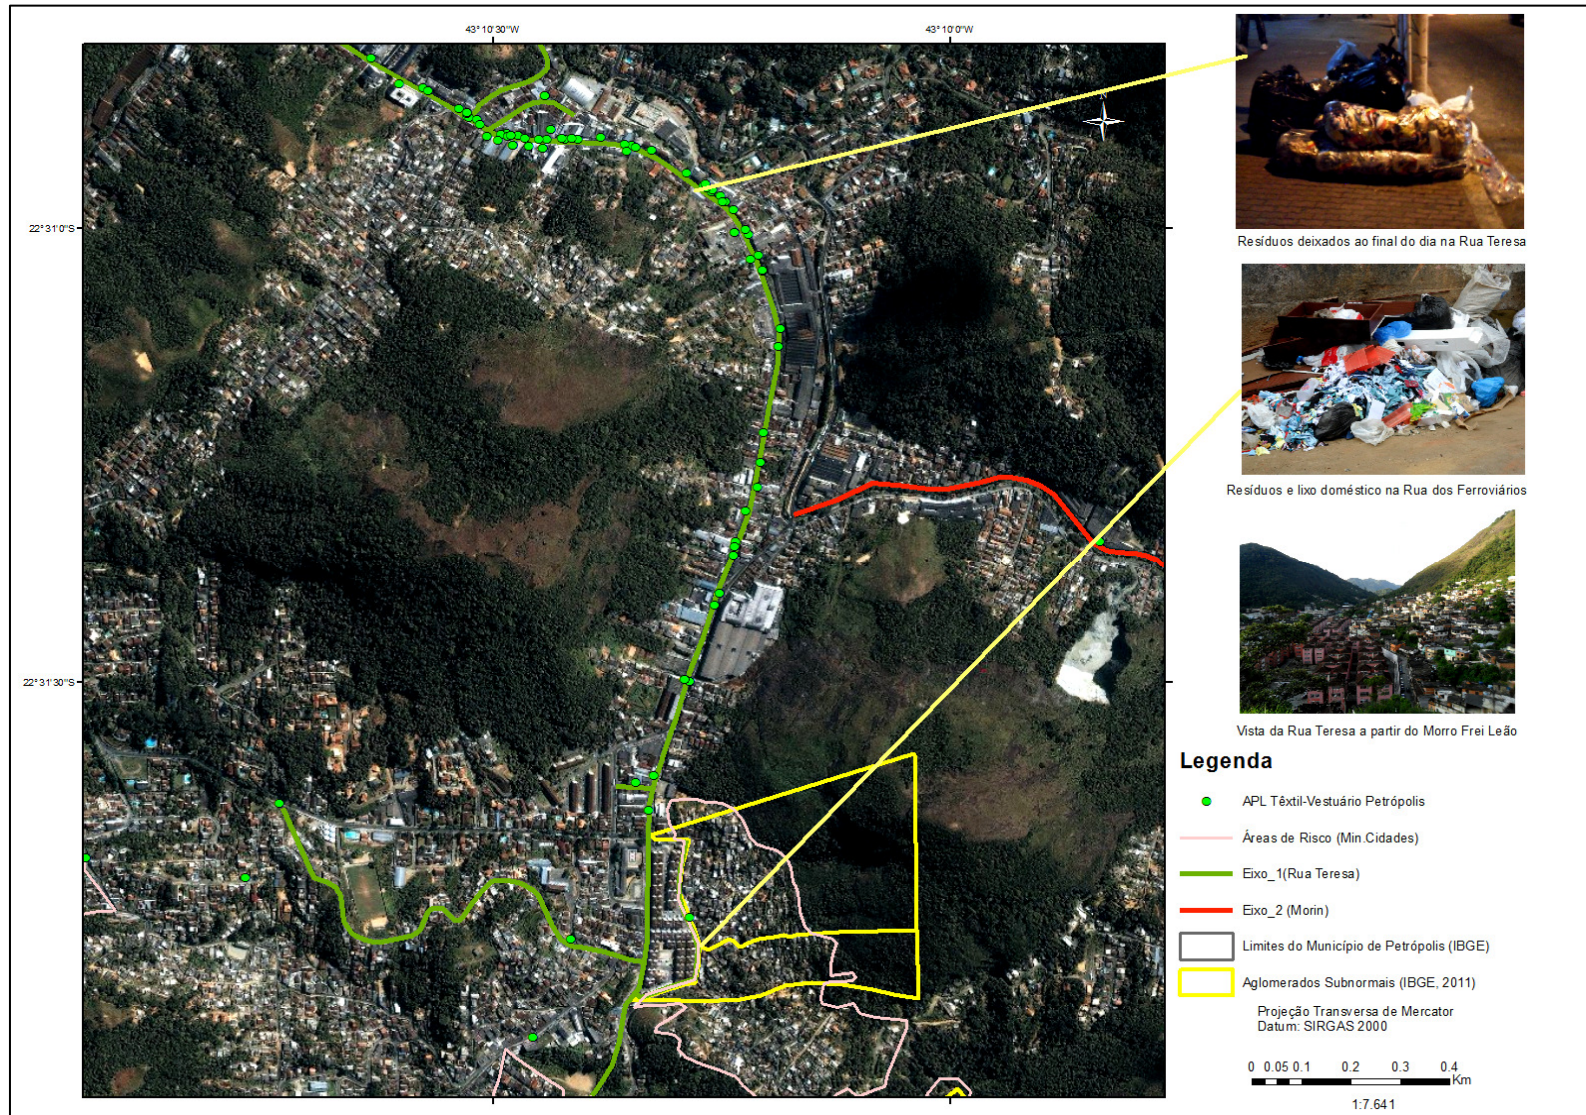 43°10'30"W
43°10'0"W
N
22°31'0"S
22°31'30"S
Resíduos deixados ao final do dia na Rua Teresa
Resíduos e lixo doméstico na Rua dos Ferroviários
Vista da Rua Teresa a partir do Morro Frei Leão
Legenda
APL Têxtil-Vestuário Petrópolis
Áreas de Risco (Min.Cidades)
Eixo_1(Rua Teresa)
Eixo_2 (Morin)
Limites do Município de Petrópolis (IBGE)
Aglomerados Subnormais (IBGE, 2011)
Projeção Transversa de Mercator
Datum: SIRGAS 2000
0 0.05 0.1 0.2 0.3 0.4
Km
1:7.641